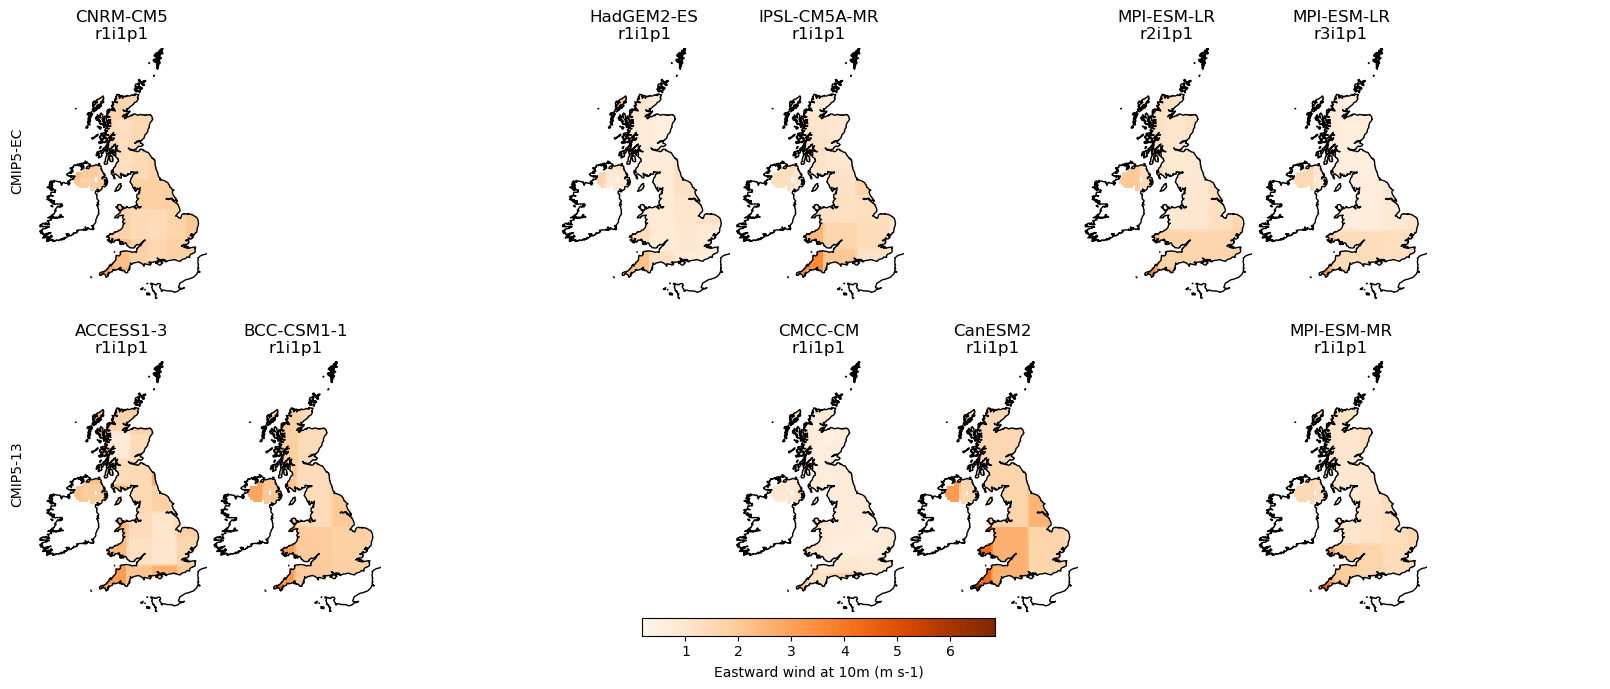 CNRM-CM5
r1i1p1
HadGEM2-ES
r1i1p1
IPSL-CM5A-MR
r1i1p1
MPI-ESM-LR
r2i1p1
MPI-ESM-LR
r3i1p1
CMIP5-EC
ACCESS1-3
r1i1p1
BCC-CSM1-1
r1i1p1
CMCC-CM
r1i1p1
CanESM2
r1i1p1
MPI-ESM-MR
r1i1p1
CMIP5-13
1 2 3 4 5 6
Eastward wind at 10m (m s-1)